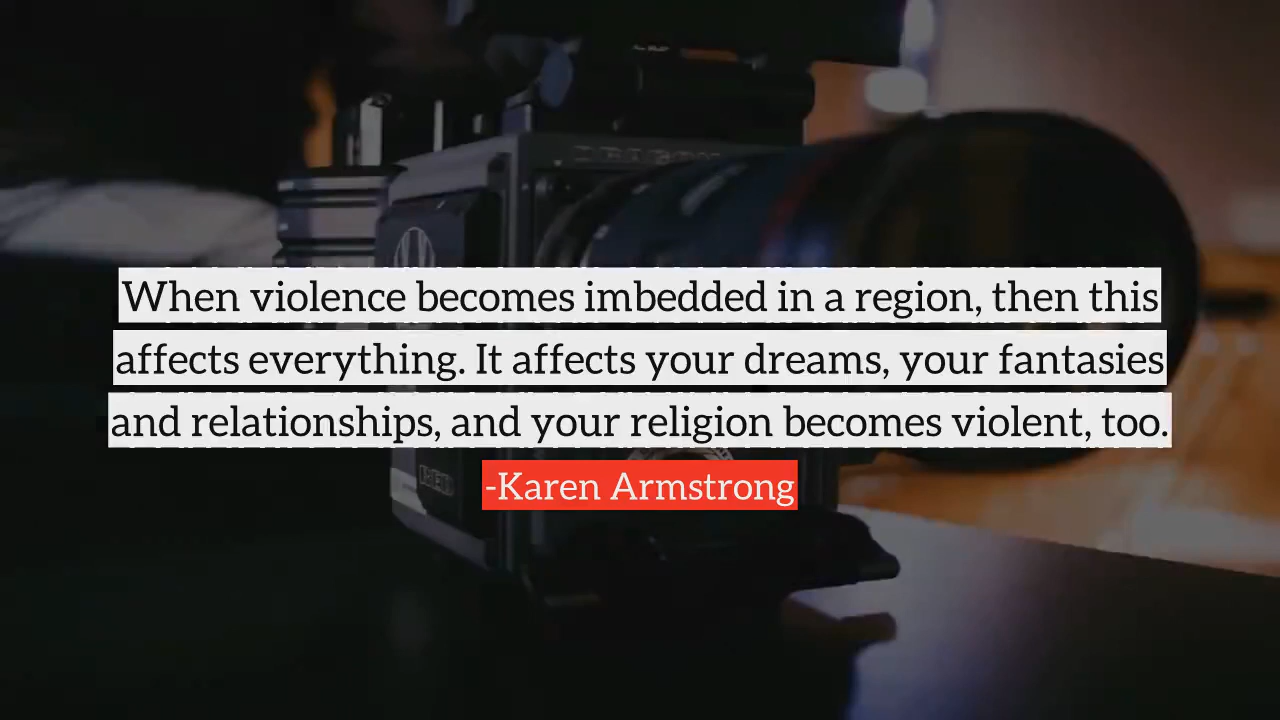 When violence becomes imbedded in a region, then this
affects everything. It affects your dreams, your fantasies
and relationships, and your religion becomes violent, too.
-Karen Armstrong
RED